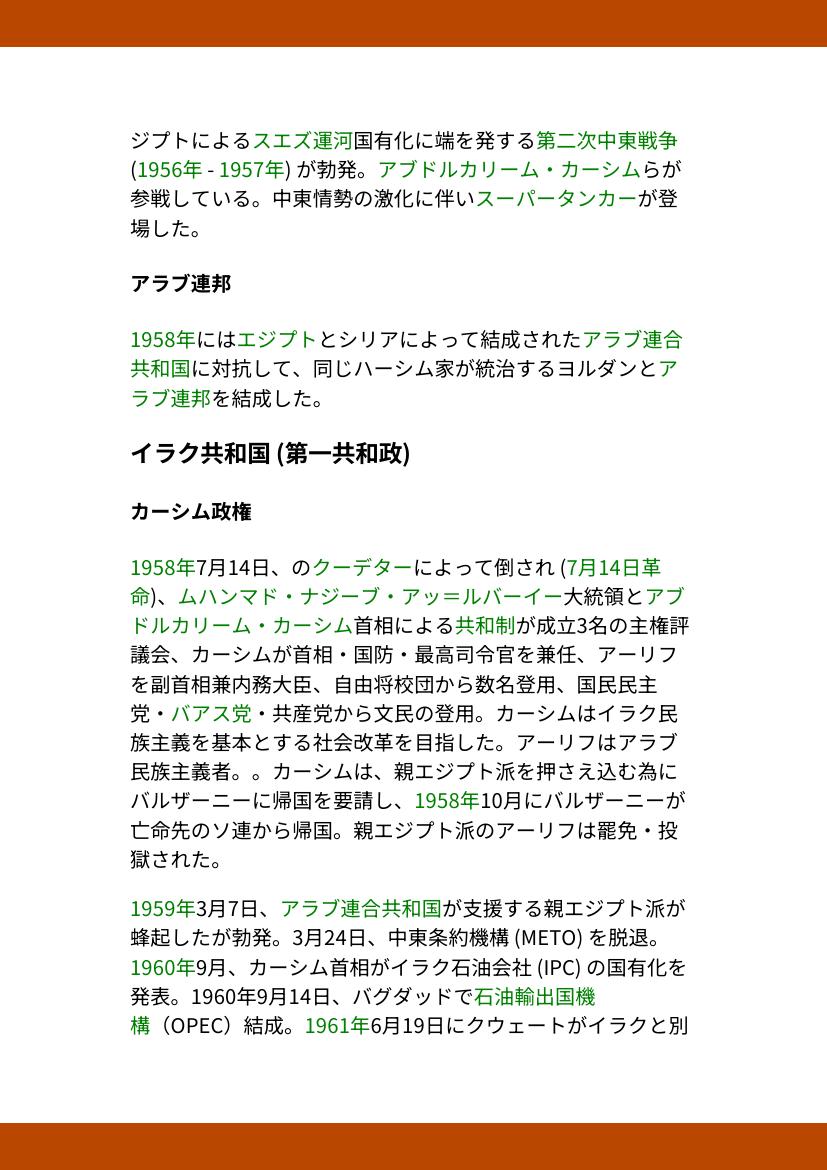 ジプトによるスエズ運河国有化に端を発する第二次中東戦争
(1956年 - 1957年) が勃発。アブドルカリーム・カーシムらが
参戦している。中東情勢の激化に伴いスーパータンカーが登
場した。
アラブ連邦
1958年にはエジプトとシリアによって結成されたアラブ連合
共和国に対抗して、同じハーシム家が統治するヨルダンとア
ラブ連邦を結成した。
イラク共和国 (第一共和政)
カーシム政権
1958年7月14日、のクーデターによって倒され (7月14日革
命)、ムハンマド・ナジーブ・アッ＝ルバーイー大統領とアブ
ドルカリーム・カーシム首相による共和制が成立3名の主権評
議会、カーシムが首相・国防・最高司令官を兼任、アーリフ
を副首相兼内務大臣、自由将校団から数名登用、国民民主
党・バアス党・共産党から文民の登用。カーシムはイラク民
族主義を基本とする社会改革を目指した。アーリフはアラブ
民族主義者。。カーシムは、親エジプト派を押さえ込む為に
バルザーニーに帰国を要請し、1958年10月にバルザーニーが
亡命先のソ連から帰国。親エジプト派のアーリフは罷免・投
獄された。
1959年3月7日、アラブ連合共和国が支援する親エジプト派が
蜂起したが勃発。3月24日、中東条約機構 (METO) を脱退。
1960年9月、カーシム首相がイラク石油会社 (IPC) の国有化を
発表。1960年9月14日、バグダッドで石油輸出国機
構（OPEC）結成。1961年6月19日にクウェートがイラクと別